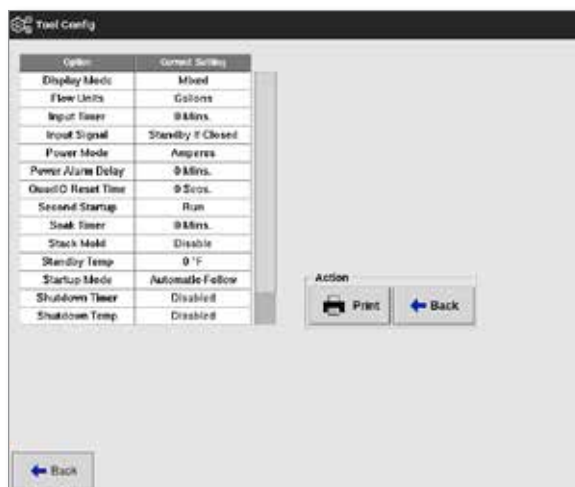 Tool Config
Option Current Setting
Display Mode Mixed
Flow Units Gallons
Input Timer 0 Mins.
Input Signal Standby If Closed
Power Mode Amperes
Power Alarm Delay 0 Mins.
QuadIO Reset Time 0 Secs.
Second Startup Run
Soak Timer 0 Mins.
Stack Mold Disable
Standby Temp 0 °F
Startup Mode Automatic Follow
Shutdown Timer Disabled
Shutdown Temp Disabled
Action
Print Back
Back